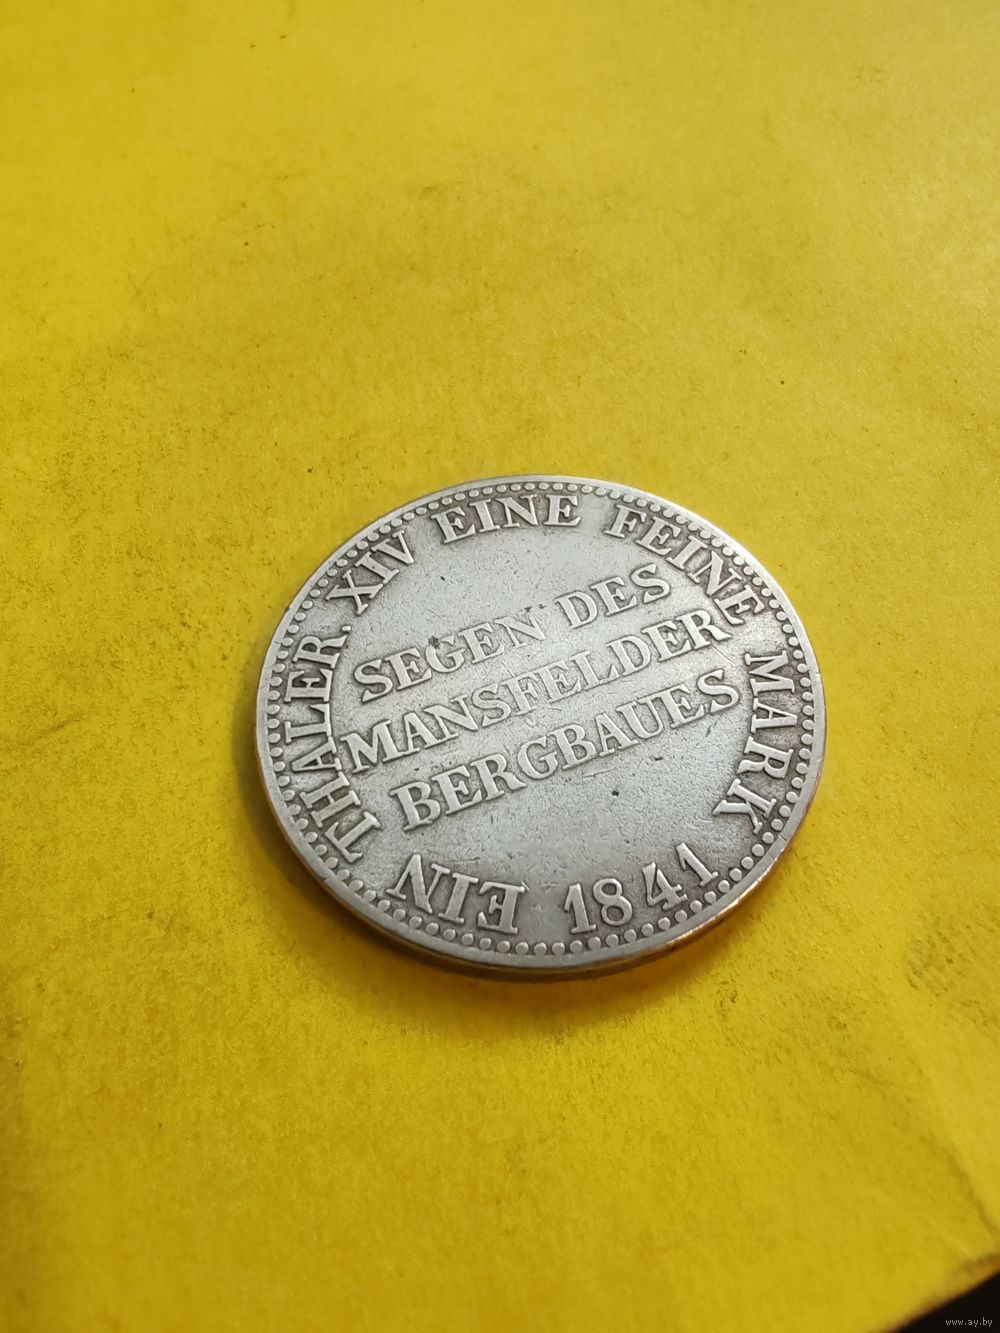 EIN THALER. XIV EINE FEINE MARK 1841
SEGEN DES
MANSFELDER
BERGBAUES
www.ay.by